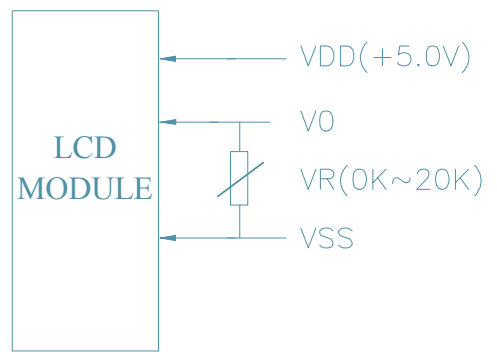 VDD(+5.0V)
V0
LCD
MODULE
VR(0K~20K)
VSS